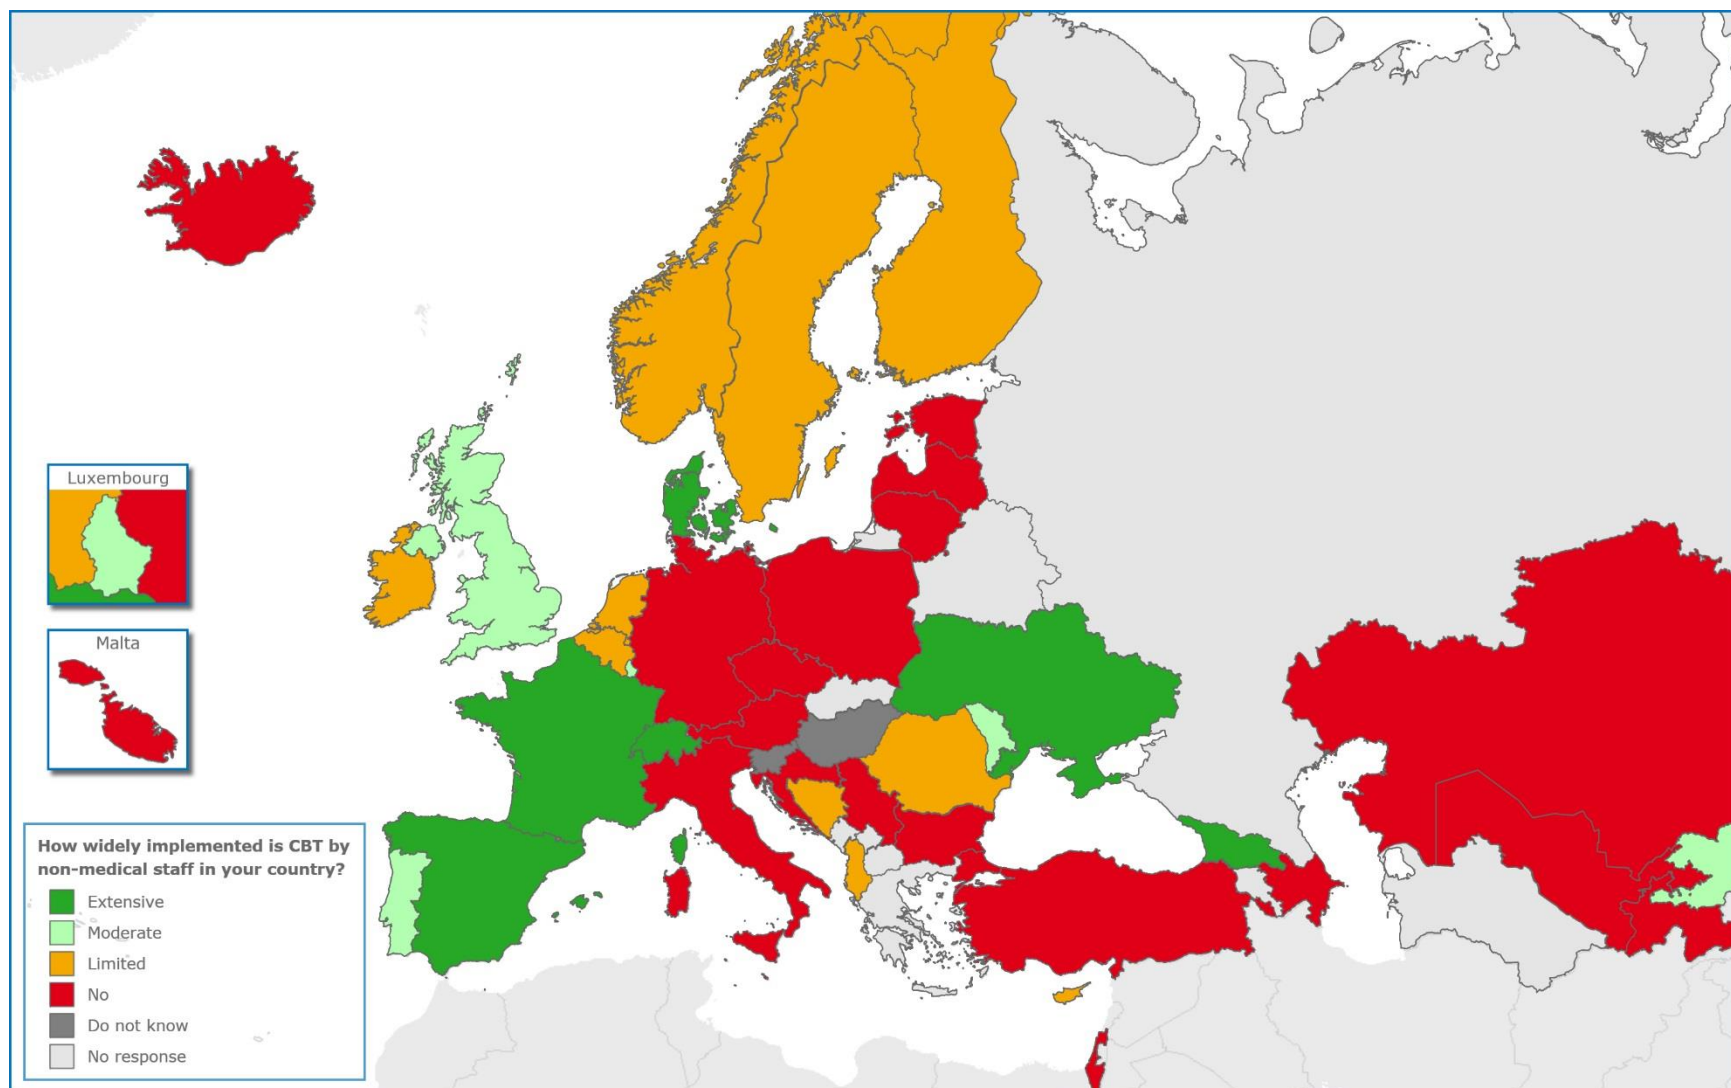 Luxembourg
Malta
How widely implemented is CBT by
non-medical staff in your country?
Extensive
Moderate
Limited
No
Do not know
No response